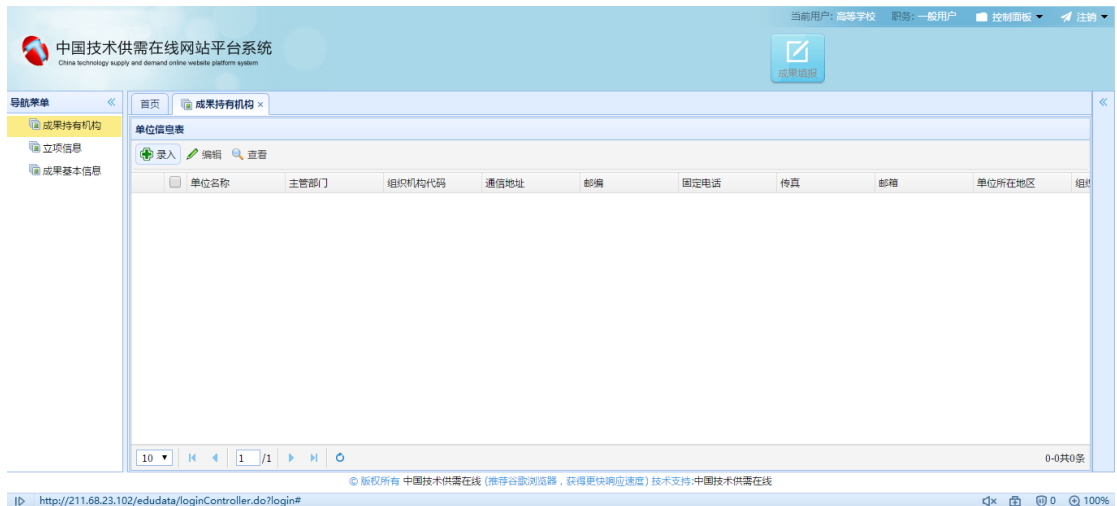 当前用户: 高等学校 职务: 一般用户 控制面板 注销
中国技术供需在线网站平台系统
China technology supply and demand online website platform system
成果填报
导航菜单
首页 成果持有机构
成果持有机构
立项信息
成果基本信息
单位信息表
录入 编辑 查看
单位名称 主管部门 组织机构代码 通信地址 邮编 固定电话 传真 邮箱 单位所在地区 组织
10 1 /1 0-0共0条
© 版权所有 中国技术供需在线 (推荐谷歌浏览器，获得更快响应速度) 技术支持:中国技术供需在线
http://211.68.23.102/edudata/loginController.do?login# 0 100%